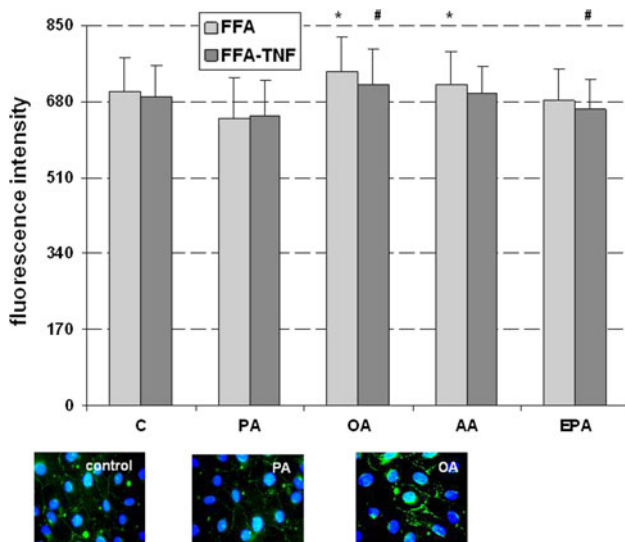 850
* # * #
FFA
FFA-TNF
680
510
340
170
0
fluorescence intensity
C PA OA AA EPA
control PA OA